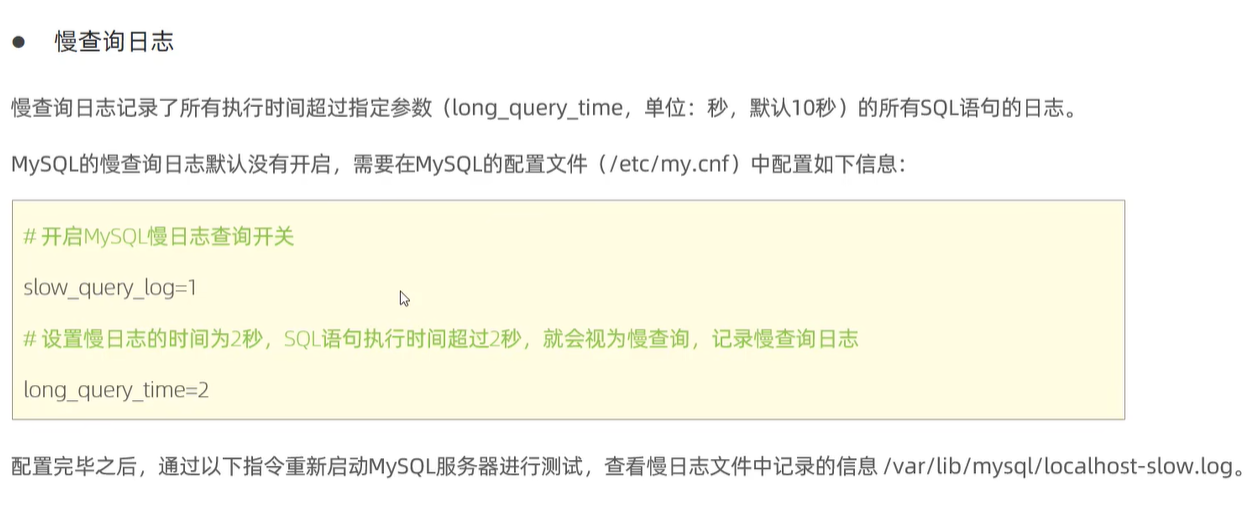 ● 慢查询日志
慢查询日志记录了所有执行时间超过指定参数（long_query_time，单位：秒，默认10秒）的所有SQL语句的日志。
MySQL的慢查询日志默认没有开启，需要在MySQL的配置文件（/etc/my.cnf）中配置如下信息：
# 开启MySQL慢日志查询开关
slow_query_log=1
# 设置慢日志的时间为2秒，SQL语句执行时间超过2秒，就会视为慢查询，记录慢查询日志
long_query_time=2
配置完毕之后，通过以下指令重新启动MySQL服务器进行测试，查看慢日志文件中记录的信息 /var/lib/mysql/localhost-slow.log。